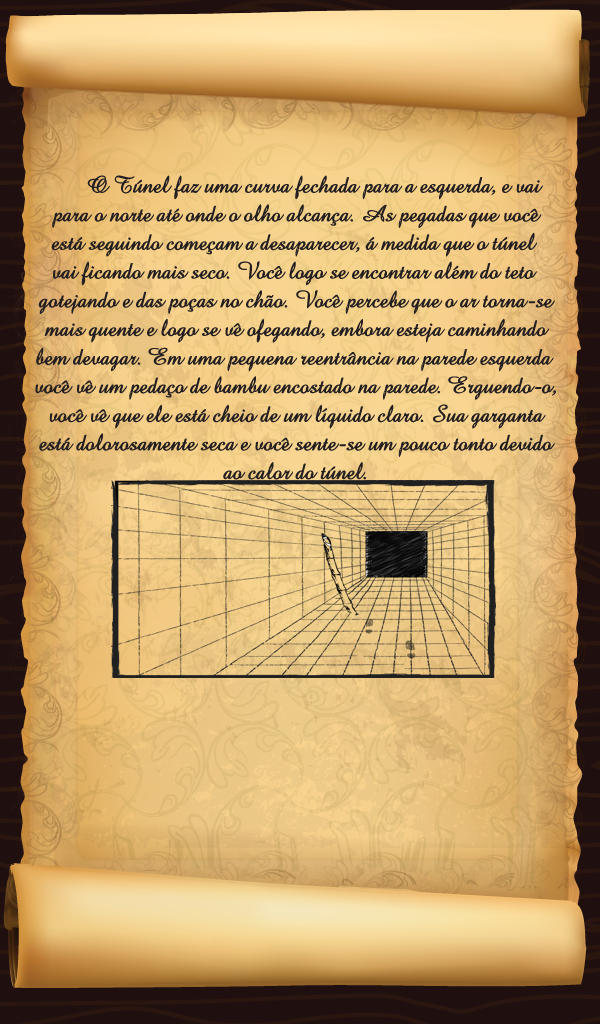 O Túnel faz uma curva fechada para a esquerda, e vai
para o norte até onde o olho alcança. As pegadas que você
está seguindo começam a desaparecer, á medida que o túnel
vai ficando mais seco. Você logo se encontrar além do teto
gotejando e das poças no chão. Você percebe que o ar torna-se
mais quente e logo se vê ofegando, embora esteja caminhando
bem devagar. Em uma pequena reentrância na parede esquerda
você vê um pedaço de bambu encostado na parede. Erguendo-o,
você vê que ele está cheio de um líquido claro. Sua garganta
está dolorosamente seca e você sente-se um pouco tonto devido
ao calor do túnel.